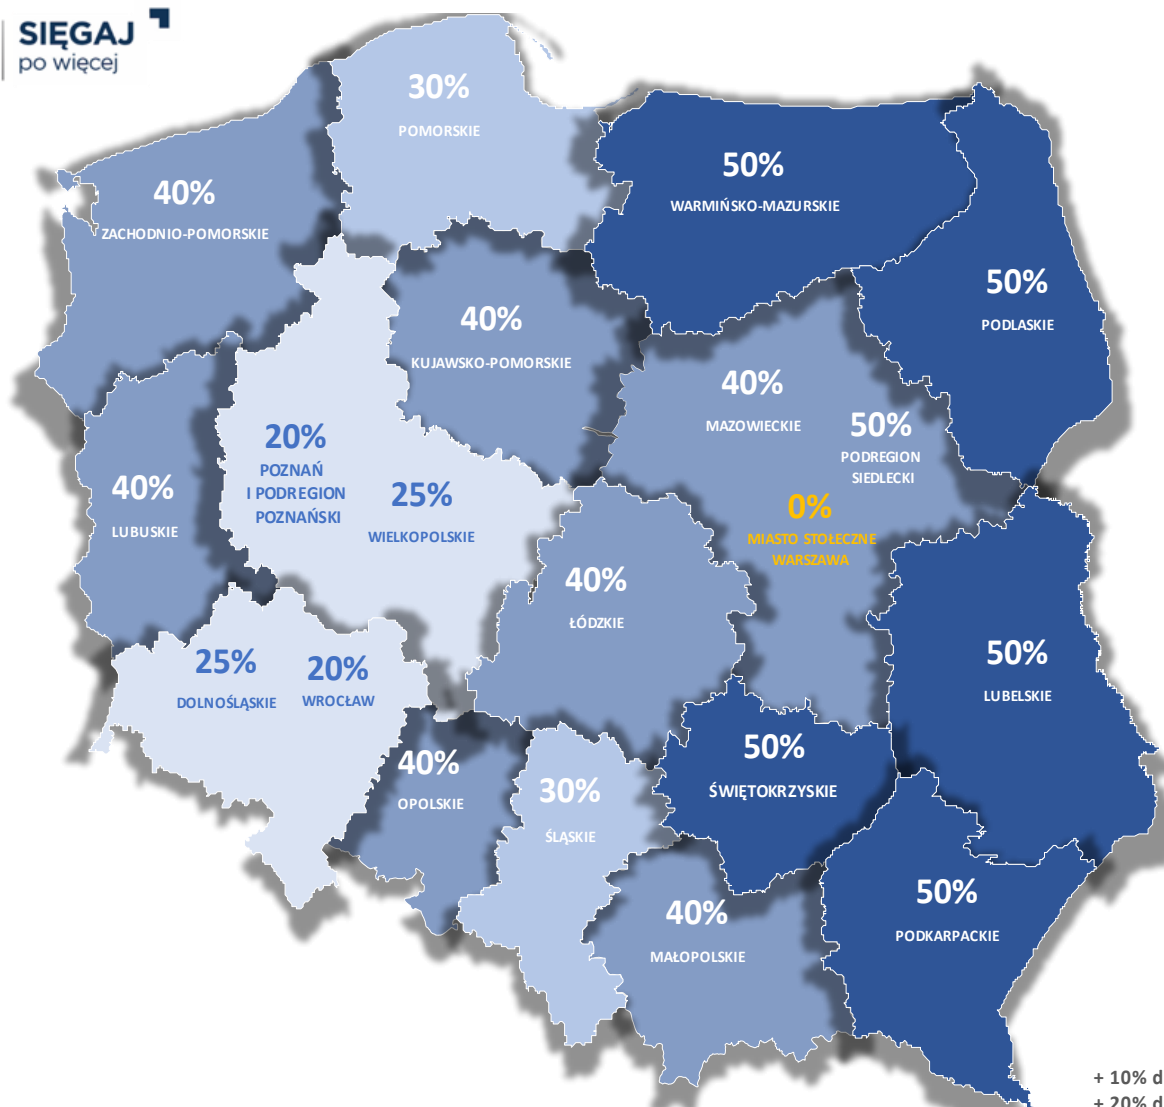 SIĘGAJ
po więcej
30%
POMORSKIE
40%
ZACHODNIO-POMORSKIE
50%
WARMIŃSKO-MAZURSKIE
50%
PODLASKIE
40%
KUJAWSKO-POMORSKIE
40%
MAZOWIECKIE
50%
PODREGION
SIEDLECKI
0%
MIASTO STOŁECZNE
WARSZAWA
20%
POZNAŃ
I PODREGION
POZNAŃSKI
25%
WIELKOPOLSKIE
40%
LUBUSKIE
40%
ŁÓDZKIE
25%
DOLNOŚLĄSKIE
20%
WROCŁAW
50%
LUBELSKIE
40%
OPOLSKIE
30%
ŚLĄSKIE
50%
ŚWIĘTOKRZYSKIE
40%
MAŁOPOLSKIE
50%
PODKARPACKIE
+ 10% d
+ 20% d